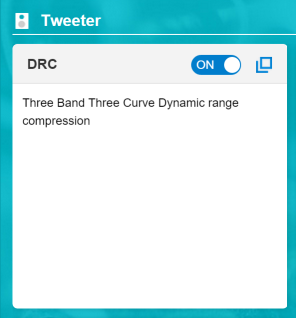 Tweeter
DRC
ON
Three Band Three Curve Dynamic range
compression